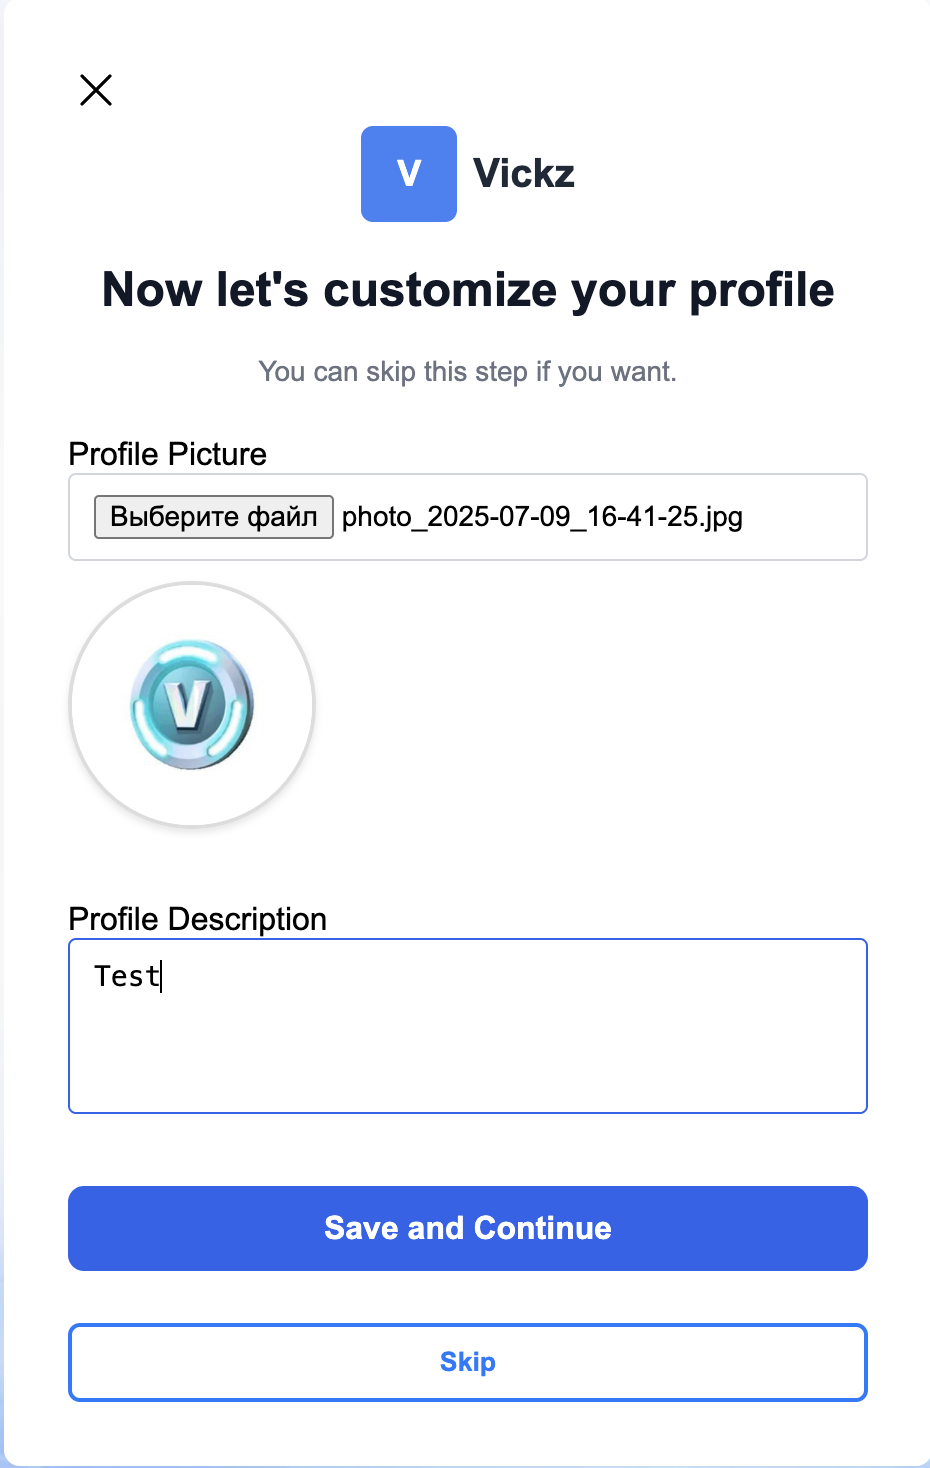 V Vickz
Now let's customize your profile
You can skip this step if you want.
Profile Picture
Выберите файл photo_2025-07-09_16-41-25.jpg
V
Profile Description
Test
Save and Continue
Skip